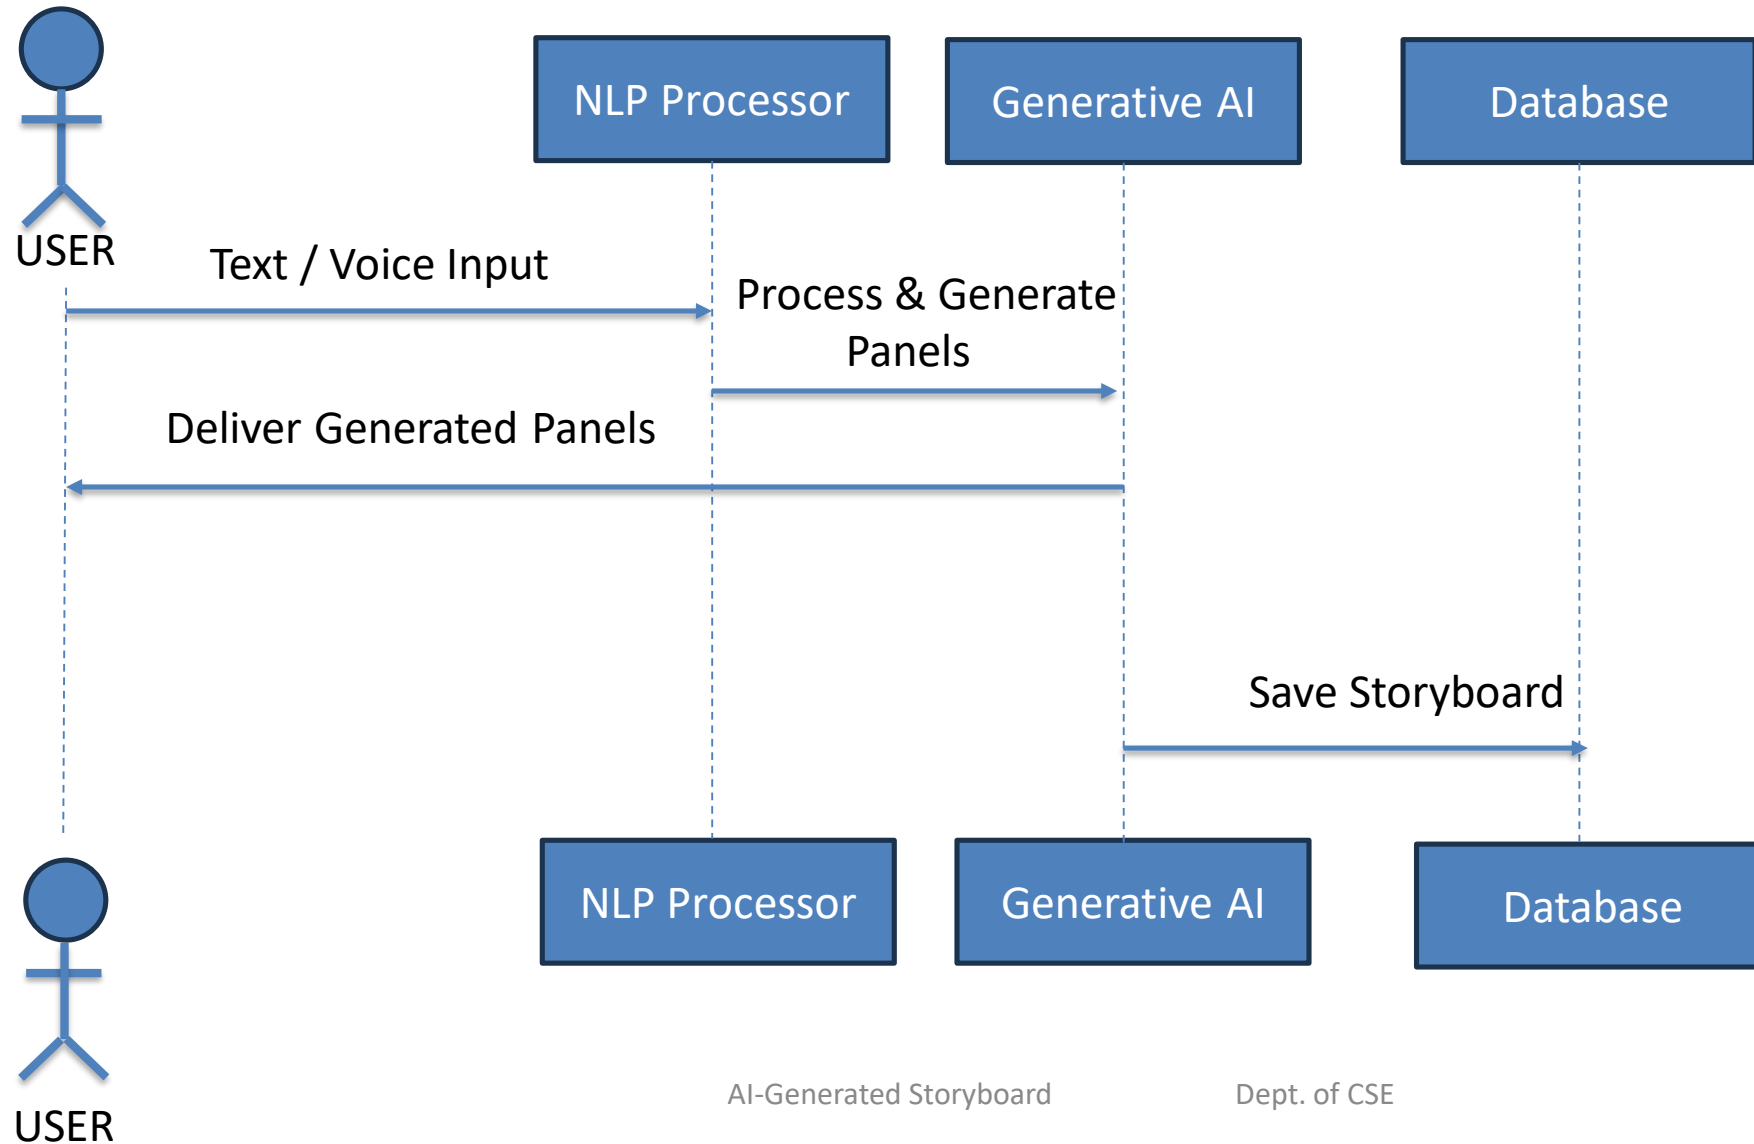 NLP Processor
Generative AI
Database
USER
Text / Voice Input
Process & Generate
Panels
Deliver Generated Panels
Save Storyboard
NLP Processor
Generative AI
Database
USER
AI-Generated Storyboard
Dept. of CSE